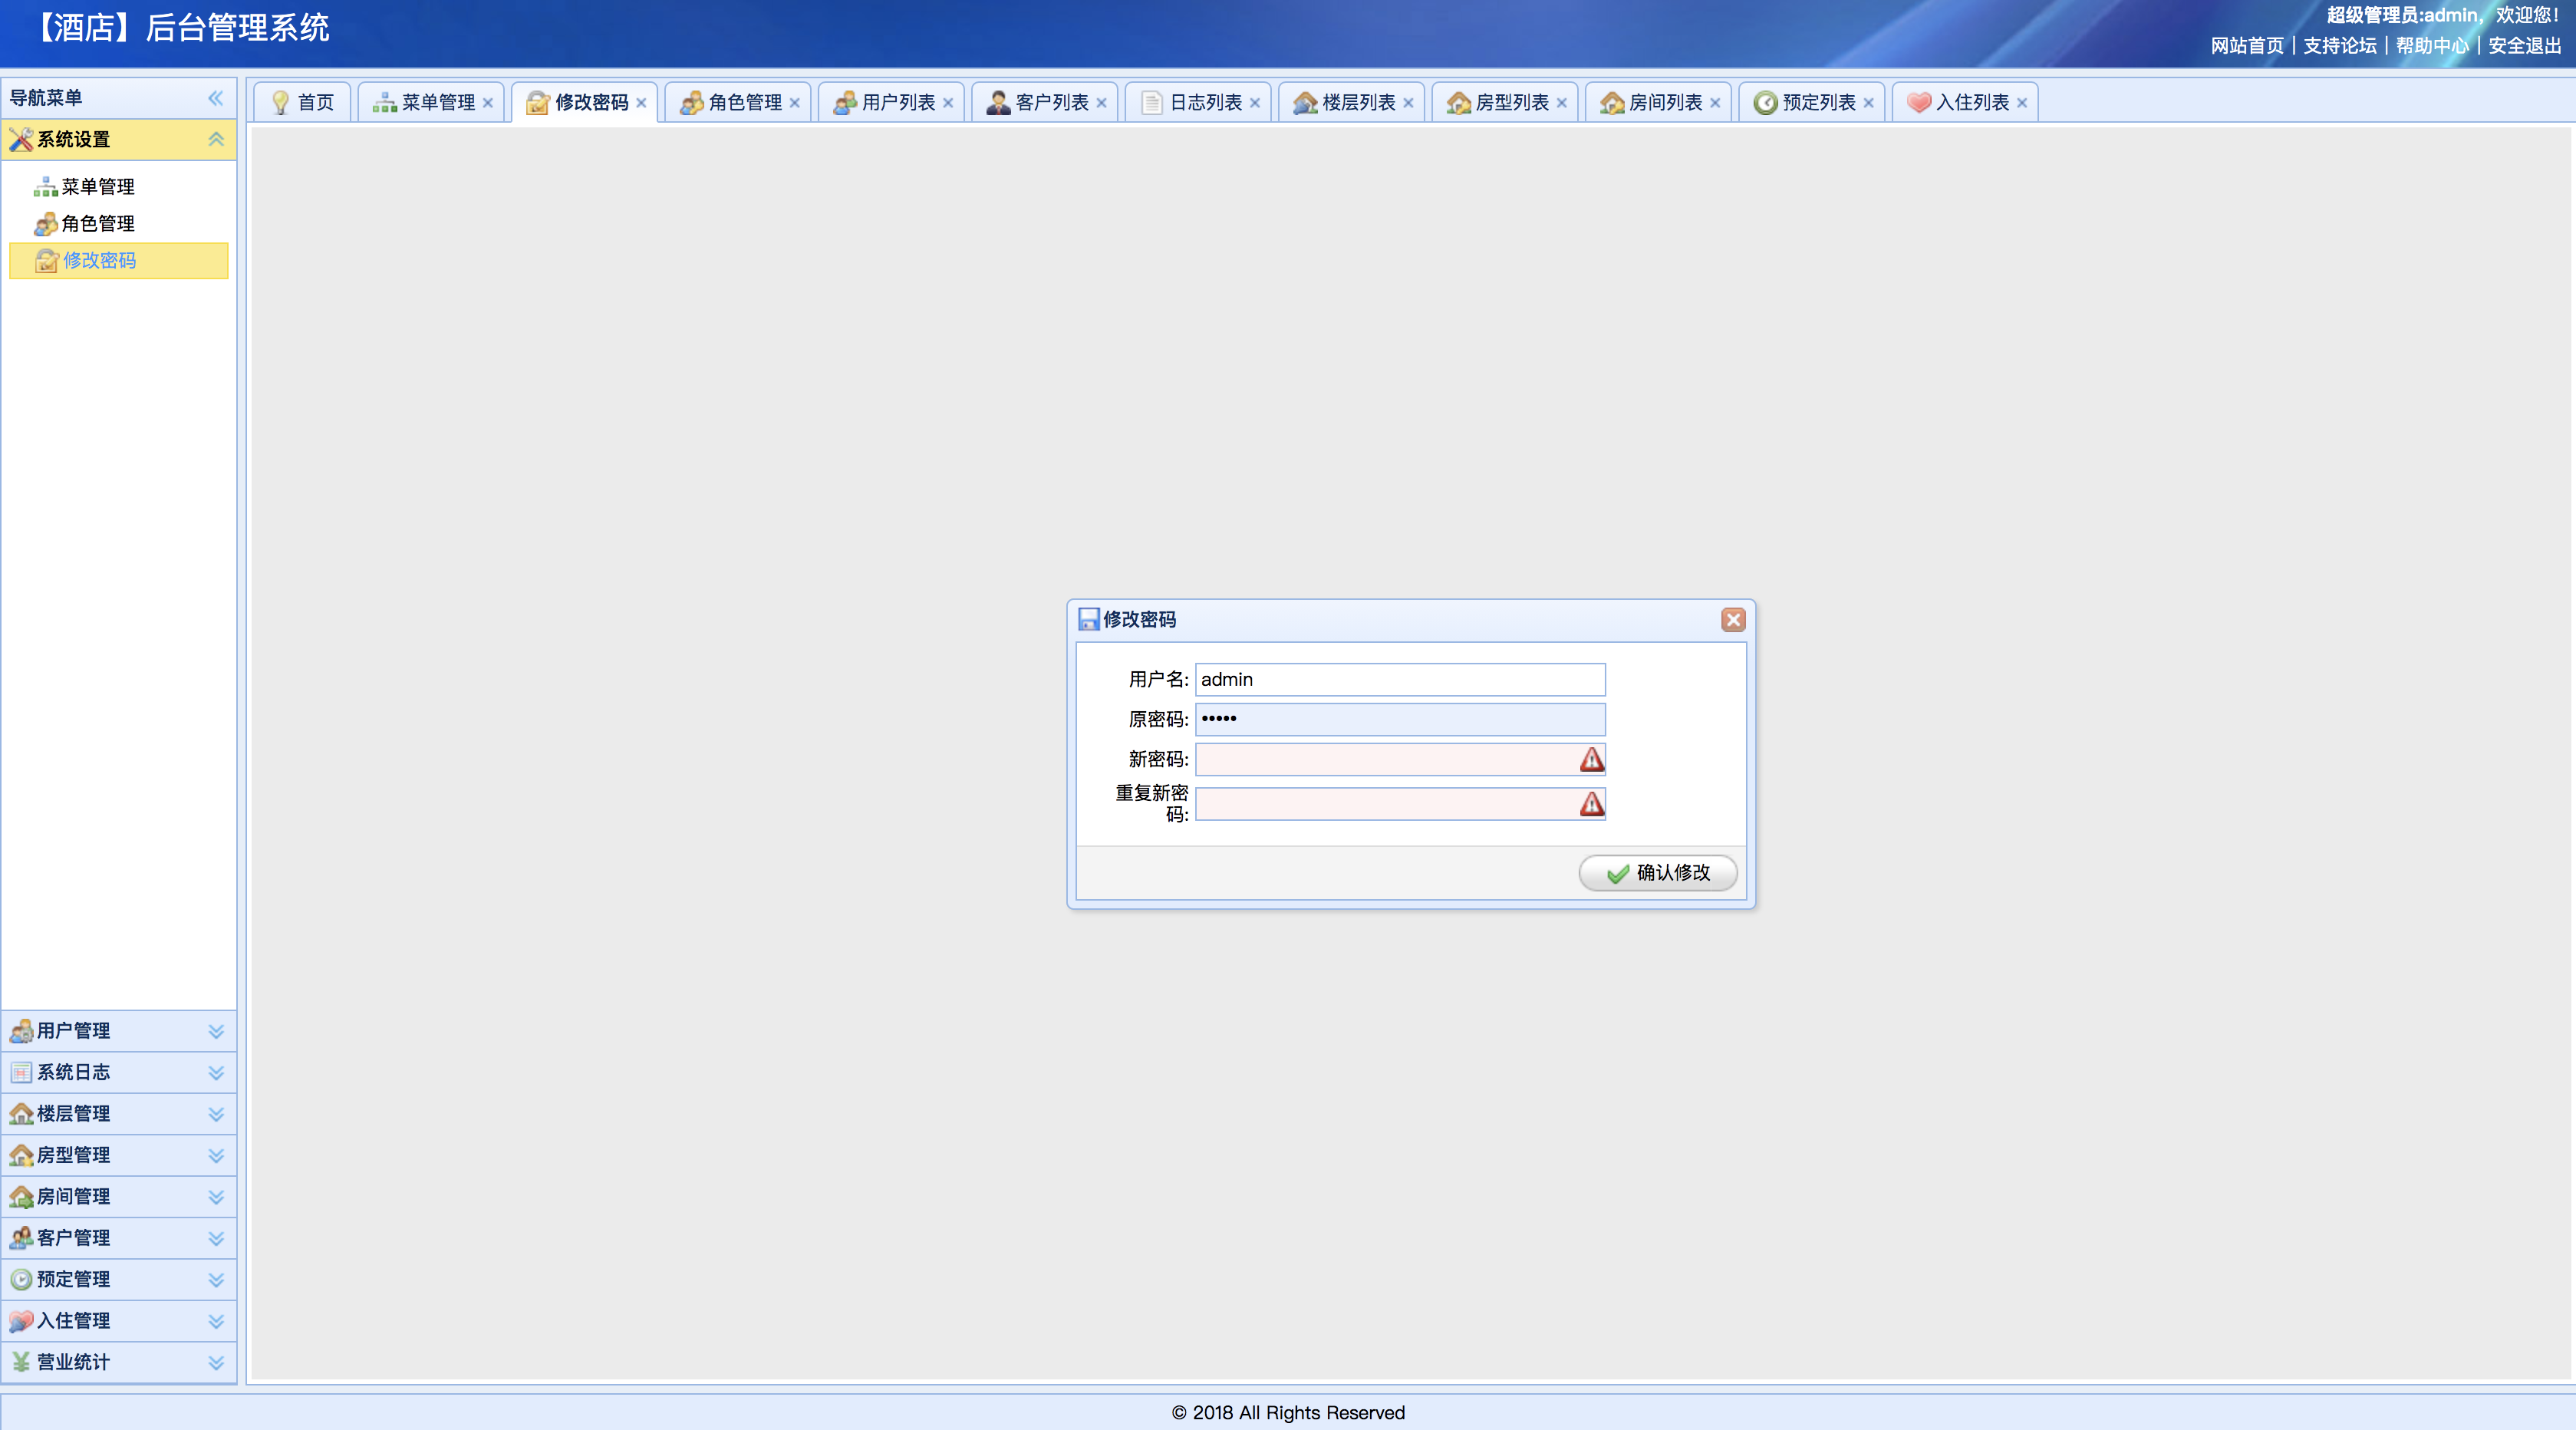 【酒店】后台管理系统
超级管理员:admin，欢迎您！
网站首页 | 支持论坛 | 帮助中心 | 安全退出
导航菜单
首页 菜单管理 修改密码 角色管理 用户列表 客户列表 日志列表 楼层列表 房型列表 房间列表 预定列表 入住列表
系统设置
菜单管理
角色管理
修改密码
修改密码
用户名: admin
原密码: •••••
新密码:
重复新密
码:
确认修改
用户管理
系统日志
楼层管理
房型管理
房间管理
客户管理
预定管理
入住管理
营业统计
© 2018 All Rights Reserved